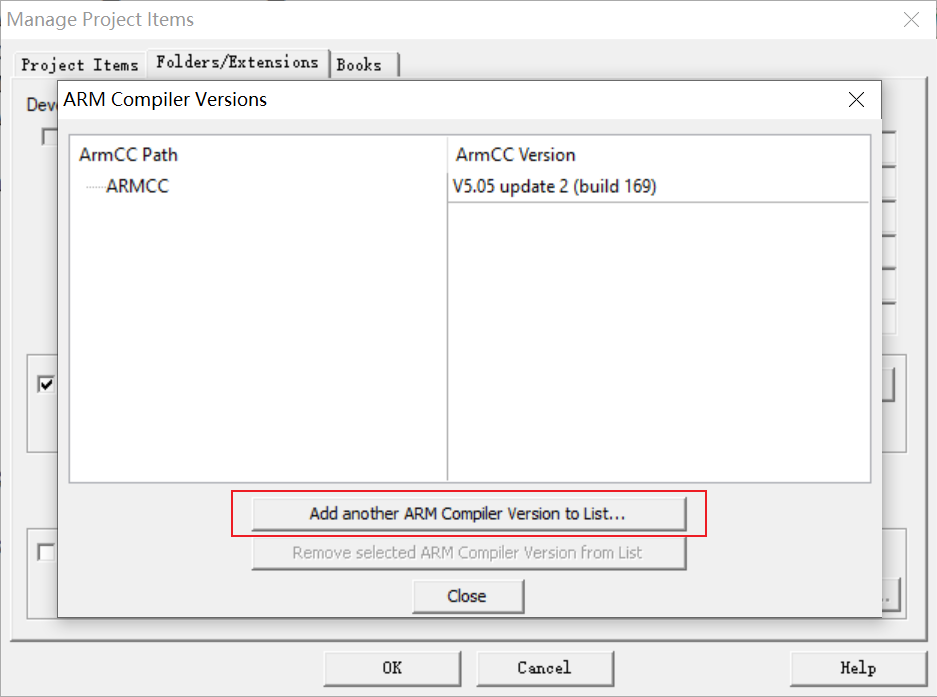 Manage Project Items
Project Items Folders/Extensions Books
ARM Compiler Versions
ArmCC Path ArmCC Version
ARMCC V5.05 update 2 (build 169)
Add another ARM Compiler Version to List...
Remove selected ARM Compiler Version from List
Close
OK Cancel Help